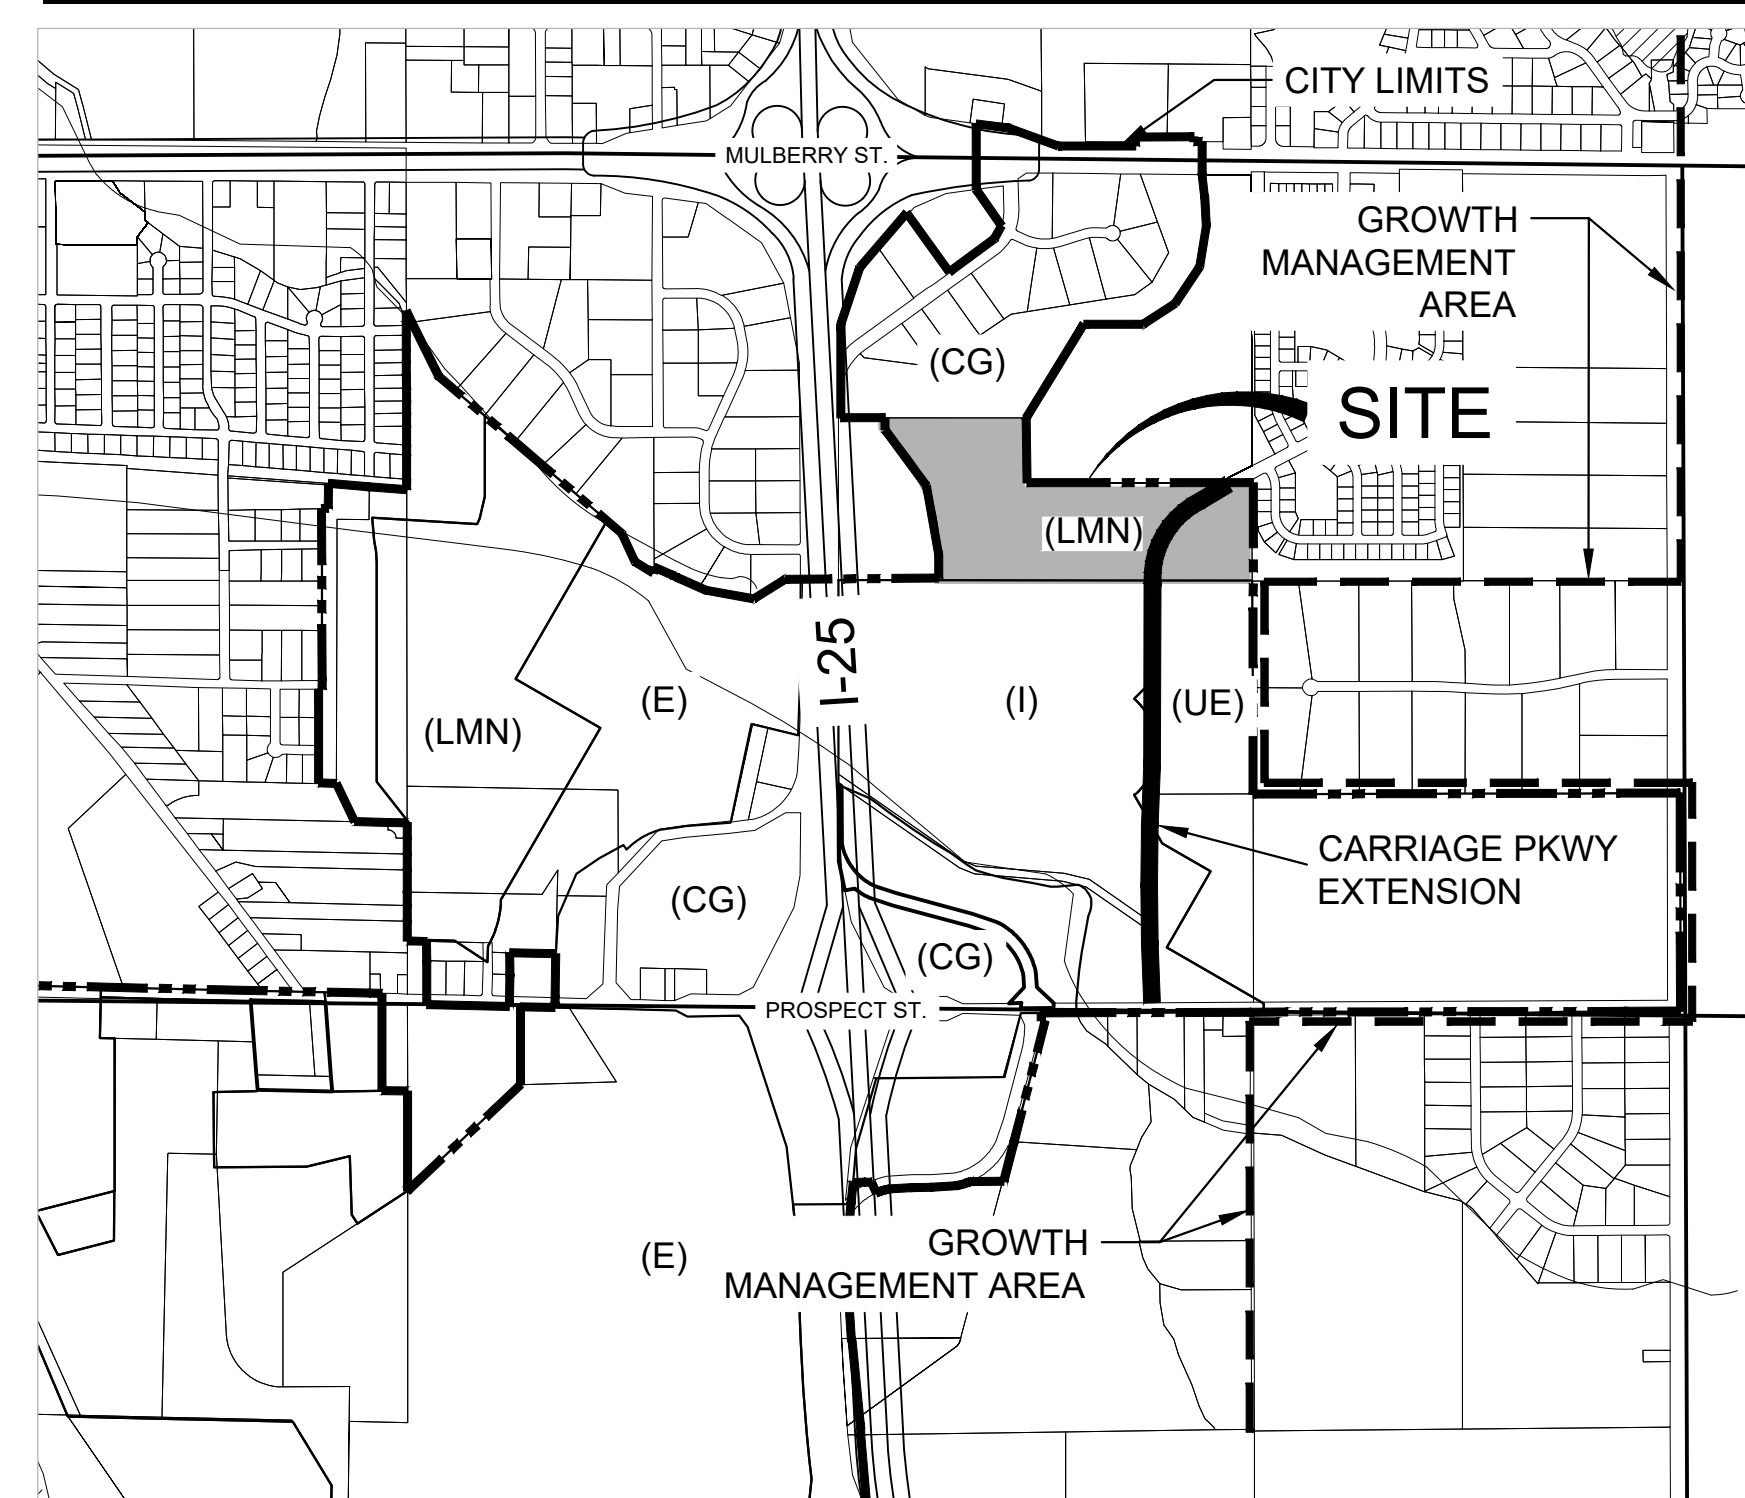 CITY LIMITS
MULBERRY ST.
GROWTH
MANAGEMENT
AREA
(CG)
SITE
(LMN)
I-25
(E)
(I)
(UE)
(LMN)
CARRIAGE PKWY
EXTENSION
(CG)
(CG)
PROSPECT ST.
(E)
GROWTH
MANAGEMENT AREA